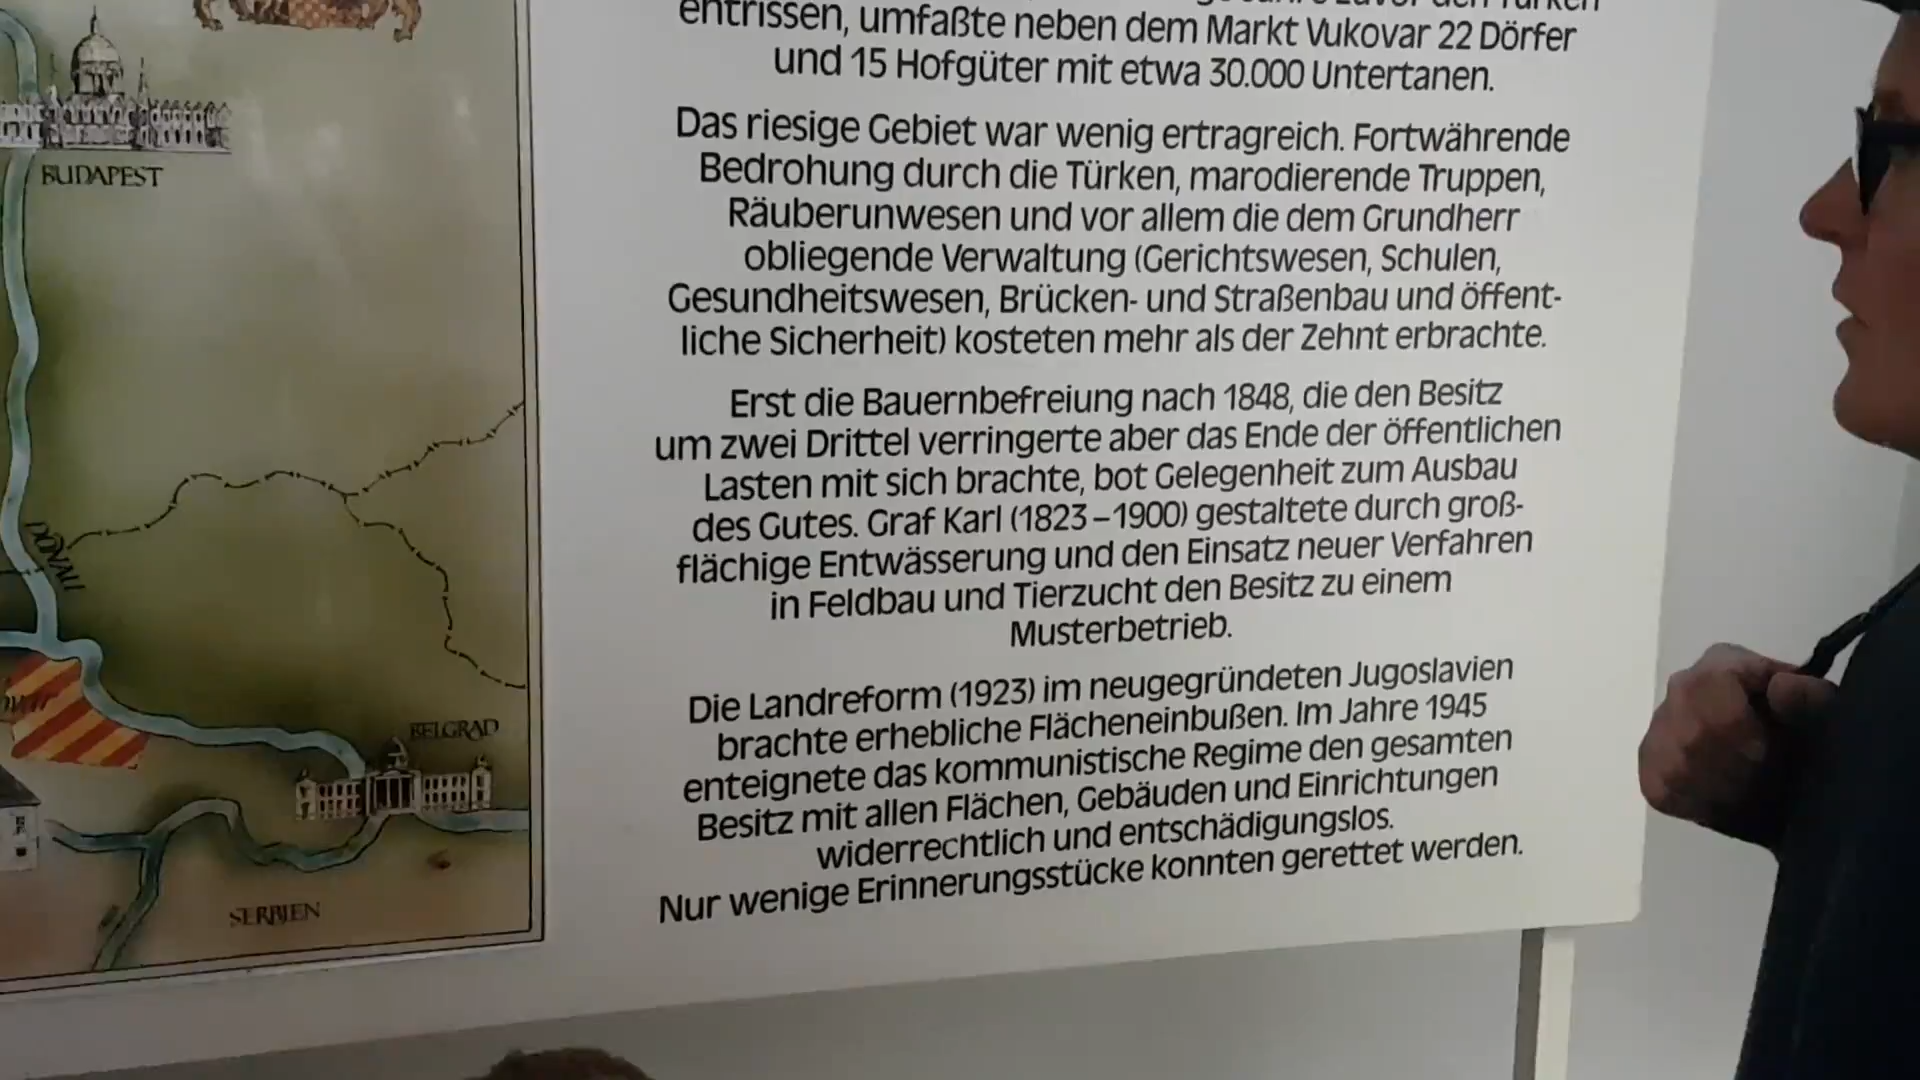 entrissen, umfaßte neben dem Markt Vukovar 22 Dörfer
und 15 Hofgüter mit etwa 30.000 Untertanen.
Das riesige Gebiet war wenig ertragreich. Fortwährende
Bedrohung durch die Türken, marodierende Truppen,
Räuberunwesen und vor allem die dem Grundherr
obliegende Verwaltung (Gerichtswesen, Schulen,
Gesundheitswesen, Brücken- und Straßenbau und öffent-
liche Sicherheit) kosteten mehr als der Zehnt erbrachte.
Erst die Bauernbefreiung nach 1848, die den Besitz
um zwei Drittel verringerte aber das Ende der öffentlichen
Lasten mit sich brachte, bot Gelegenheit zum Ausbau
des Gutes. Graf Karl (1823–1900) gestaltete durch groß-
flächige Entwässerung und den Einsatz neuer Verfahren
in Feldbau und Tierzucht den Besitz zu einem
Musterbetrieb.
Die Landreform (1923) im neugegründeten Jugoslavien
brachte erhebliche Flächeneinbußen. Im Jahre 1945
enteignete das kommunistische Regime den gesamten
Besitz mit allen Flächen, Gebäuden und Einrichtungen
widerrechtlich und entschädigungslos.
Nur wenige Erinnerungsstücke konnten gerettet werden.
BUDAPEST
DONAU
BELGRAD
SERBIEN